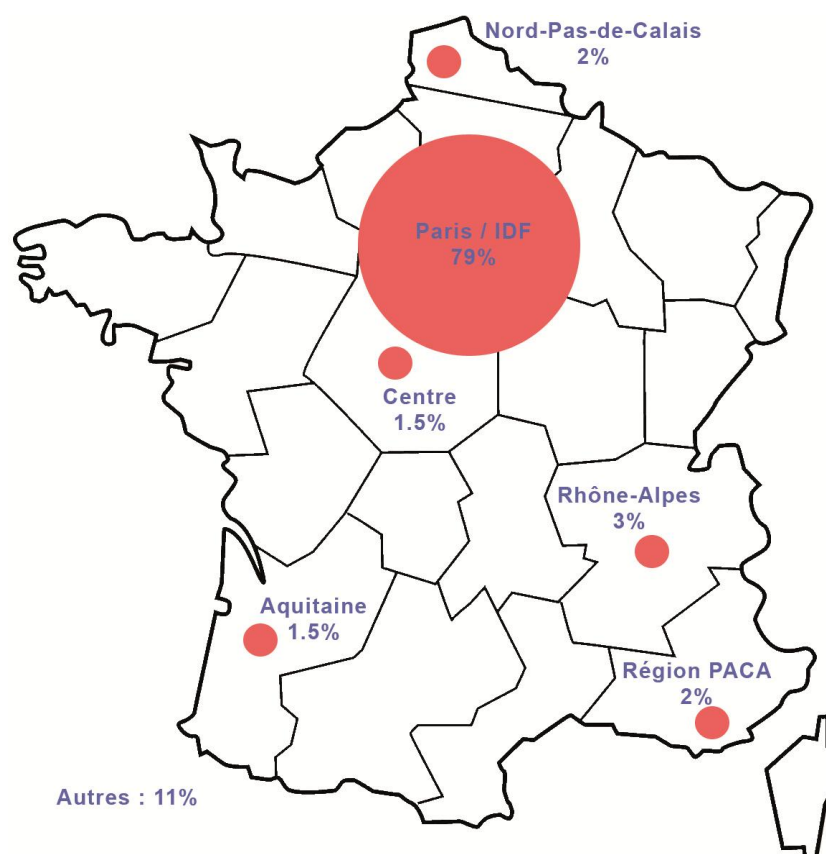 Nord-Pas-de-Calais
2%
Paris / IDF
79%
Centre
1.5%
Rhône-Alpes
3%
Aquitaine
1.5%
Région PACA
2%
Autres : 11%